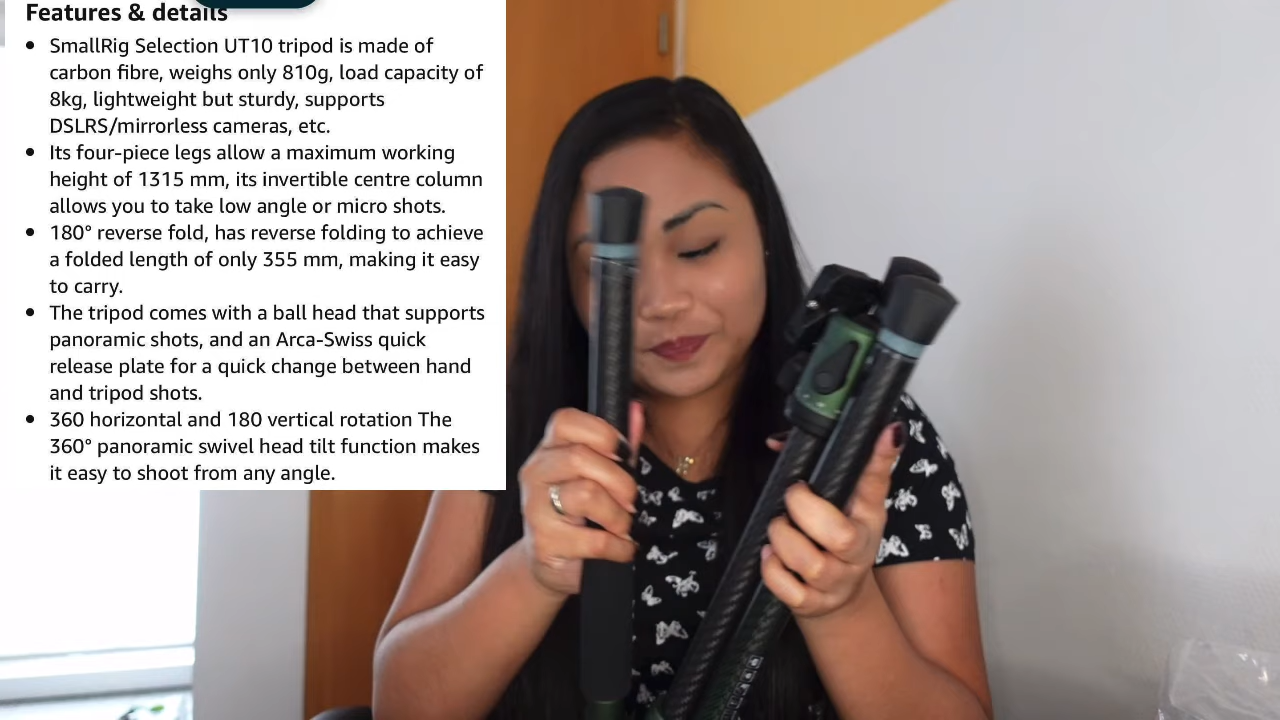 Features & details
• SmallRig Selection UT10 tripod is made of
carbon fibre, weighs only 810g, load capacity of
8kg, lightweight but sturdy, supports
DSLRS/mirrorless cameras, etc.
• Its four-piece legs allow a maximum working
height of 1315 mm, its invertible centre column
allows you to take low angle or micro shots.
• 180° reverse fold, has reverse folding to achieve
a folded length of only 355 mm, making it easy
to carry.
• The tripod comes with a ball head that supports
panoramic shots, and an Arca-Swiss quick
release plate for a quick change between hand
and tripod shots.
• 360 horizontal and 180 vertical rotation The
360° panoramic swivel head tilt function makes
it easy to shoot from any angle.